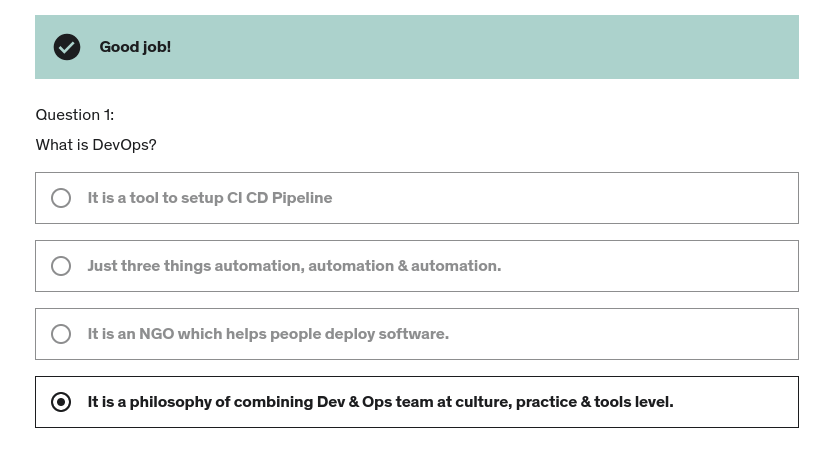 Good job!
Question 1:
What is DevOps?
It is a tool to setup CI CD Pipeline
Just three things automation, automation & automation.
It is an NGO which helps people deploy software.
It is a philosophy of combining Dev & Ops team at culture, practice & tools level.